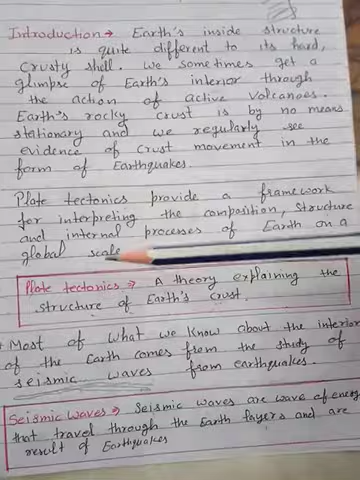 Introduction → Earth's inside structure
is quite different to its hard,
crusty shell. We sometimes get a
glimpse of Earth's interior through
the action of active volcanoes.
Earth's rocky crust is by no means
stationary and we regularly see
evidence of crust movement in the
form of Earthquakes.
Plate tectonics provide a framework
for interpreting the composition, structure
and internal processes of Earth on a
global scale
Plate tectonics → A theory explaining the
structure of Earth's crust.
Most of what we know about the interior
of the Earth comes from the study of
seismic waves from earthquakes.
Seismic Waves → Seismic waves are wave of energy
that travel through the Earth layers and are
result of Earthquakes